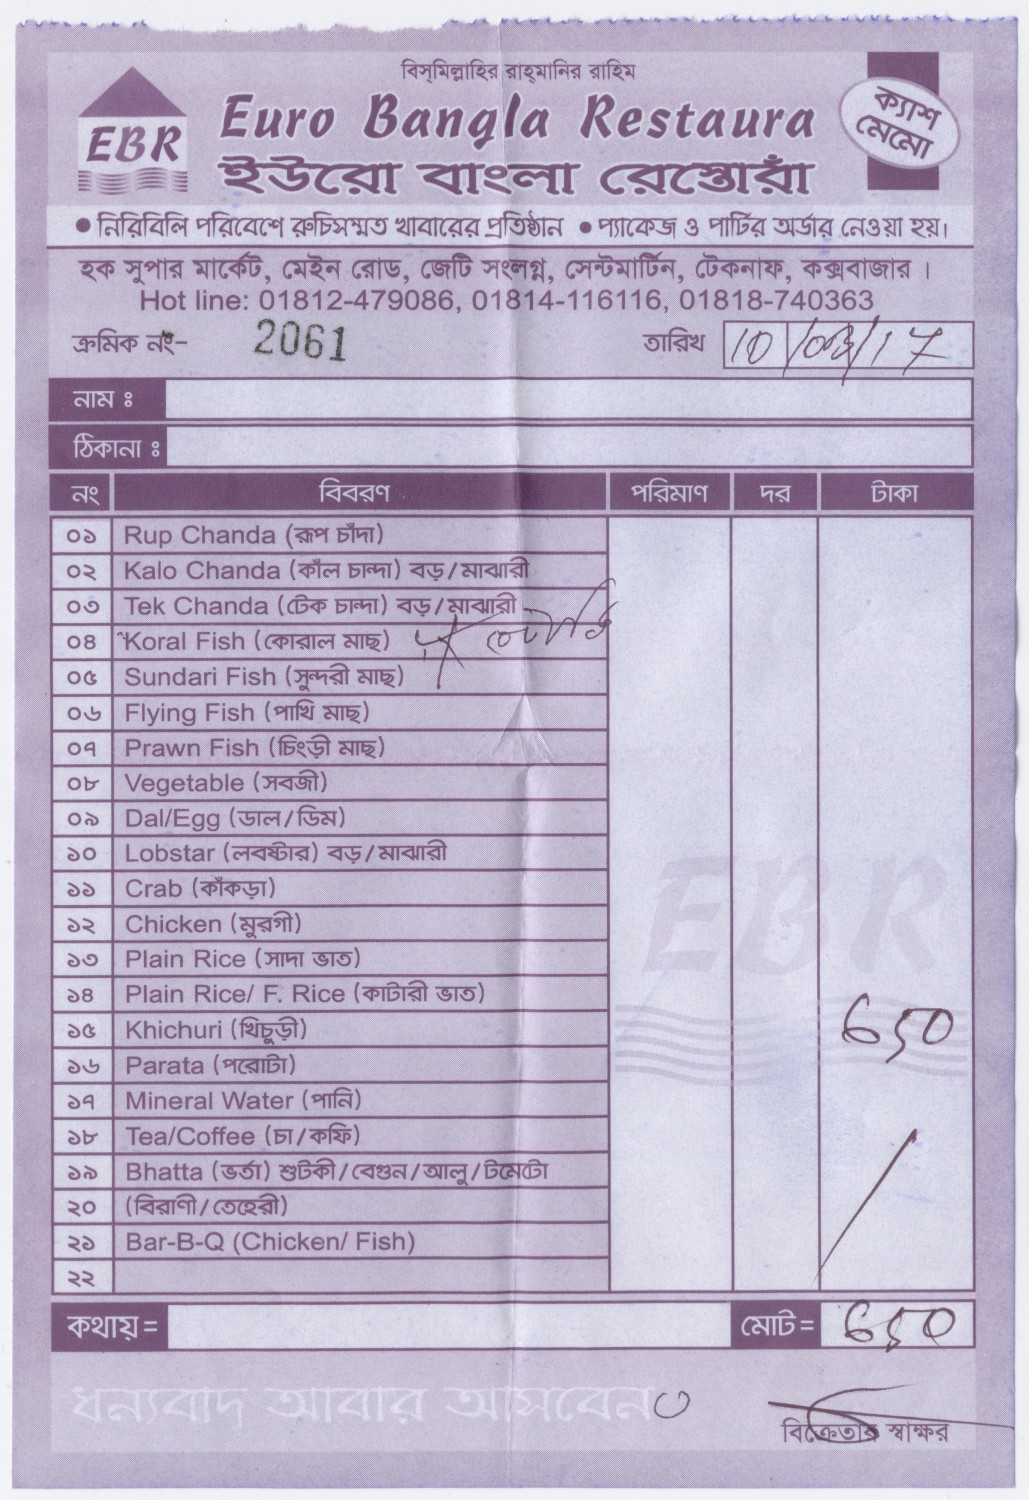 বিস্‌মিল্লাহির রাহ্‌মানির রাহিম
EBR
Euro Bangla Restaura
ক্যাশ মেমো
ইউরো বাংলা রেস্তোরাঁ
● নিরিবিলি পরিবেশে রুচিসম্মত খাবারের প্রতিষ্ঠান ● প্যাকেজ ও পার্টির অর্ডার নেওয়া হয়।
হক সুপার মার্কেট, মেইন রোড, জেটি সংলগ্ন, সেন্টমার্টিন, টেকনাফ, কক্সবাজার।
Hot line: 01812-479086, 01814-116116, 01818-740363
ক্রমিক নং- 2061 তারিখ 10/03/17
নাম ঃ
ঠিকানা ঃ
নং বিবরণ পরিমাণ দর টাকা
০১ Rup Chanda (রূপ চাঁদা)
০২ Kalo Chanda (কাঁল চান্দা) বড়/মাঝারী
০৩ Tek Chanda (টেক চান্দা) বড়/মাঝারী
০৪ Koral Fish (কোরাল মাছ)
০৫ Sundari Fish (সুন্দরী মাছ)
০৬ Flying Fish (পাখি মাছ)
০৭ Prawn Fish (চিংড়ী মাছ)
০৮ Vegetable (সবজী)
০৯ Dal/Egg (ডাল/ডিম)
১০ Lobstar (লবষ্টার) বড়/মাঝারী
১১ Crab (কাঁকড়া)
১২ Chicken (মুরগী)
১৩ Plain Rice (সাদা ভাত)
১৪ Plain Rice/ F. Rice (কাটারী ভাত)
১৫ Khichuri (খিচুড়ী) 650
১৬ Parata (পরোটা)
১৭ Mineral Water (পানি)
১৮ Tea/Coffee (চা/কফি)
১৯ Bhatta (ভর্তা) শুটকী/বেগুন/আলু/টমেটো
২০ (বিরাণী/তেহেরী)
২১ Bar-B-Q (Chicken/ Fish)
২২
EBR
কথায়= মোট= 650
ধন্যবাদ আবার আসবেন
বিক্রেতার স্বাক্ষর